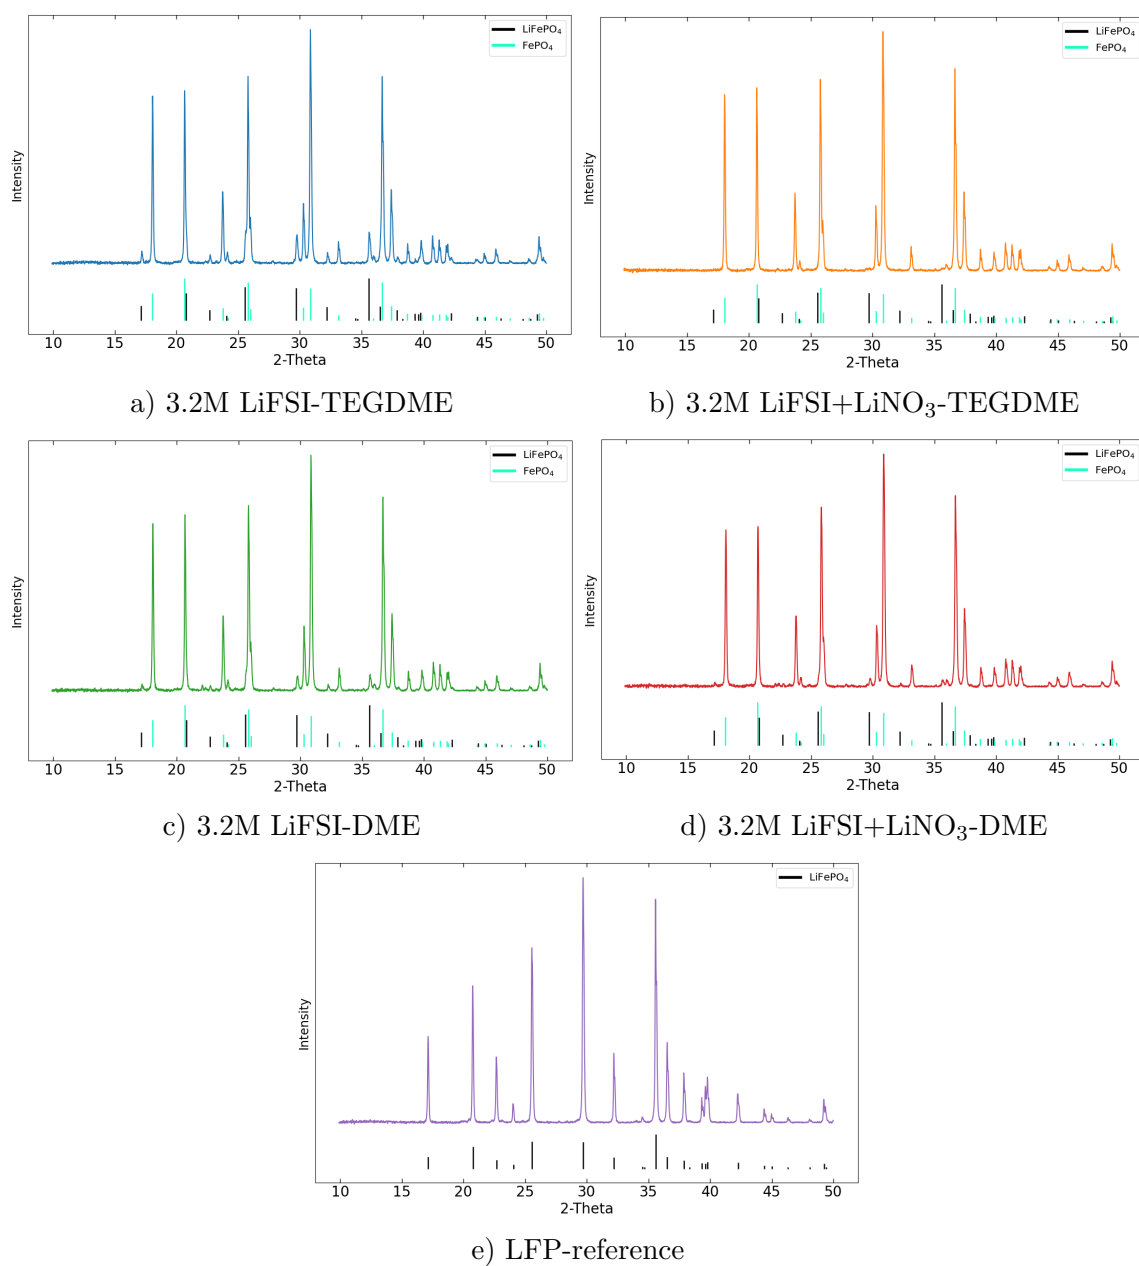 LiFePO₄
FePO₄
Intensity
10 15 20 25 30 35 40 45 50
2-Theta
a) 3.2M LiFSI-TEGDME
LiFePO₄
FePO₄
Intensity
10 15 20 25 30 35 40 45 50
2-Theta
b) 3.2M LiFSI+LiNO₃-TEGDME
LiFePO₄
FePO₄
Intensity
10 15 20 25 30 35 40 45 50
2-Theta
c) 3.2M LiFSI-DME
LiFePO₄
FePO₄
Intensity
10 15 20 25 30 35 40 45 50
2-Theta
d) 3.2M LiFSI+LiNO₃-DME
LiFePO₄
Intensity
10 15 20 25 30 35 40 45 50
2-Theta
e) LFP-reference